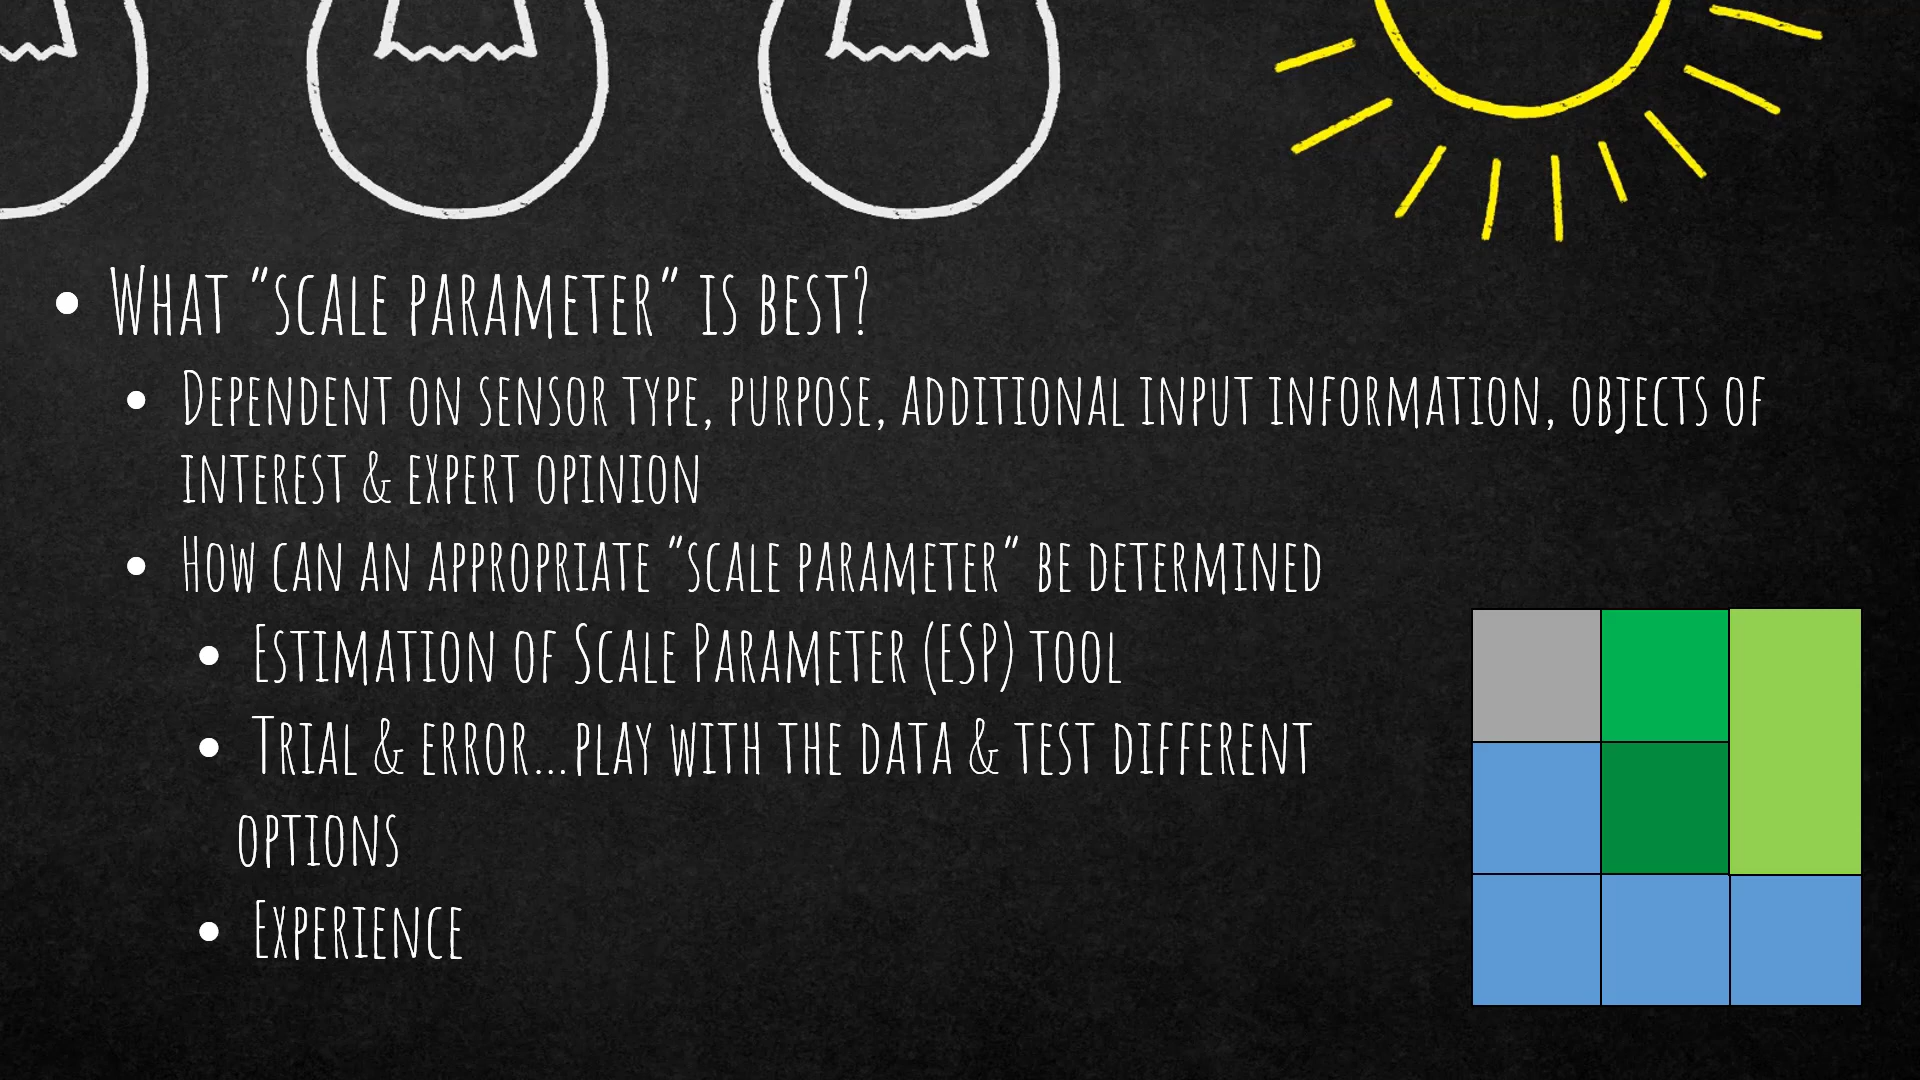 • What "scale parameter" is best?
• Dependent on sensor type, purpose, additional input information, objects of
interest & expert opinion
• How can an appropriate "scale parameter" be determined
• Estimation of Scale Parameter (ESP) tool
• Trial & error...play with the data & test different
options
• Experience